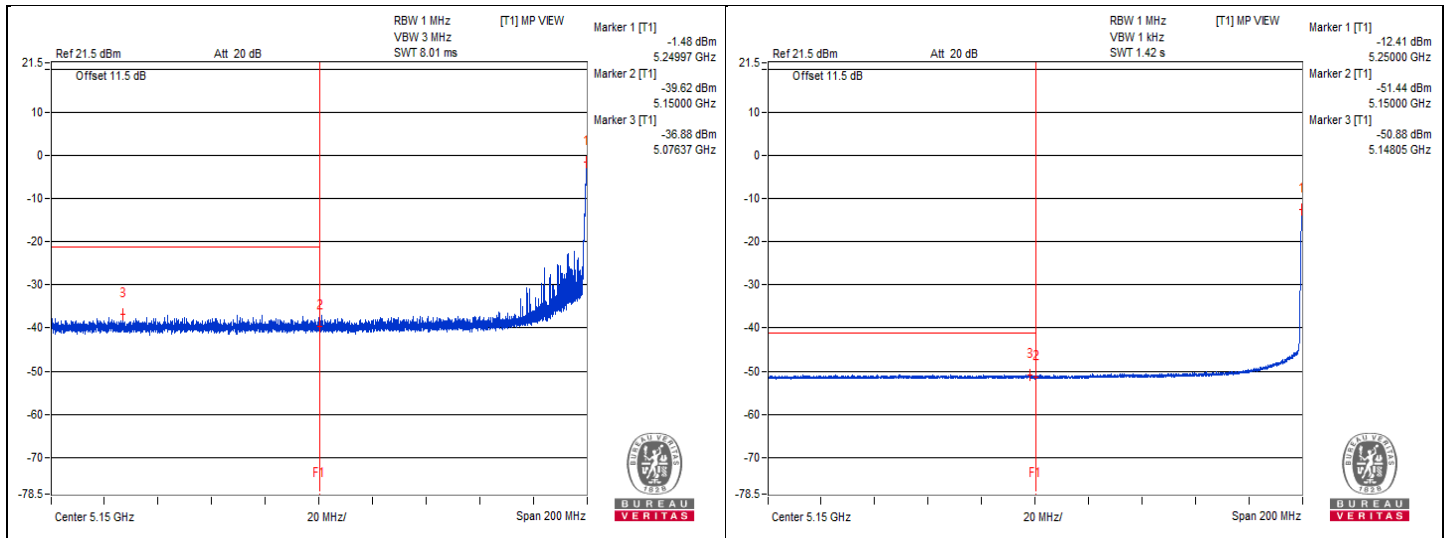 RBW 1 MHz [T1] MP VIEW
VBW 3 MHz
Ref 21.5 dBm Att 20 dB SWT 8.01 ms
Marker 1 [T1]
-1.48 dBm
5.24997 GHz
Marker 2 [T1]
-39.62 dBm
5.15000 GHz
Marker 3 [T1]
-36.88 dBm
5.07637 GHz
21.5
Offset 11.5 dB
10
0
-10
-20
-30
-40
-50
-60
-70
-78.5
1
3
2
F1
Center 5.15 GHz 20 MHz/ Span 200 MHz
BUREAU VERITAS
1828
BUREAU
VERITAS
RBW 1 MHz [T1] MP VIEW
VBW 1 kHz
Ref 21.5 dBm Att 20 dB SWT 1.42 s
Marker 1 [T1]
-12.41 dBm
5.25000 GHz
Marker 2 [T1]
-51.44 dBm
5.15000 GHz
Marker 3 [T1]
-50.88 dBm
5.14805 GHz
21.5
Offset 11.5 dB
10
0
-10
-20
-30
-40
-50
-60
-70
-78.5
1
3 2
F1
Center 5.15 GHz 20 MHz/ Span 200 MHz
BUREAU VERITAS
1828
BUREAU
VERITAS